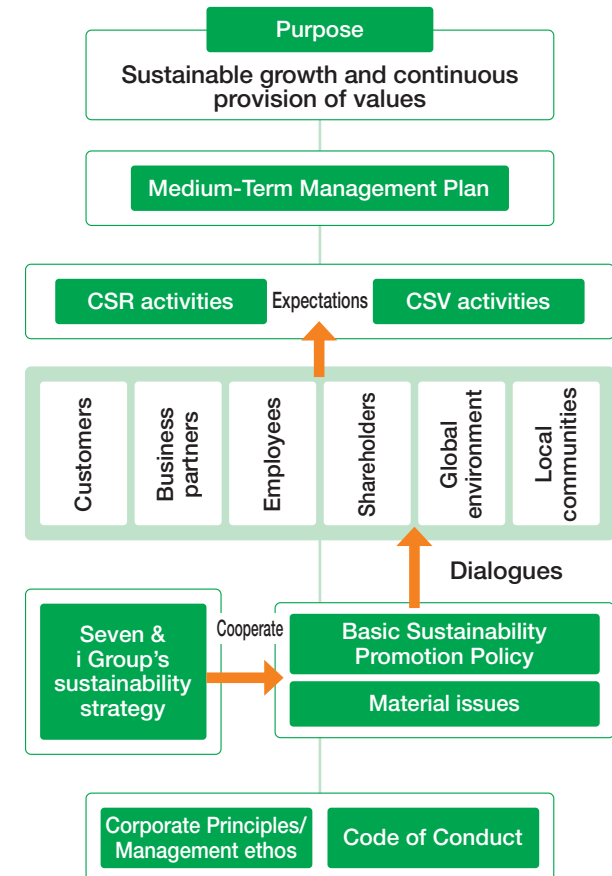 Purpose
Sustainable growth and continuous
provision of values
Medium-Term Management Plan
CSR activities
Expectations
CSV activities
Customers
Business
partners
Employees
Shareholders
Global
environment
Local
communities
Dialogues
Seven &
i Group's
sustainability
strategy
Cooperate
Basic Sustainability
Promotion Policy
Material issues
Corporate Principles/
Management ethos
Code of Conduct